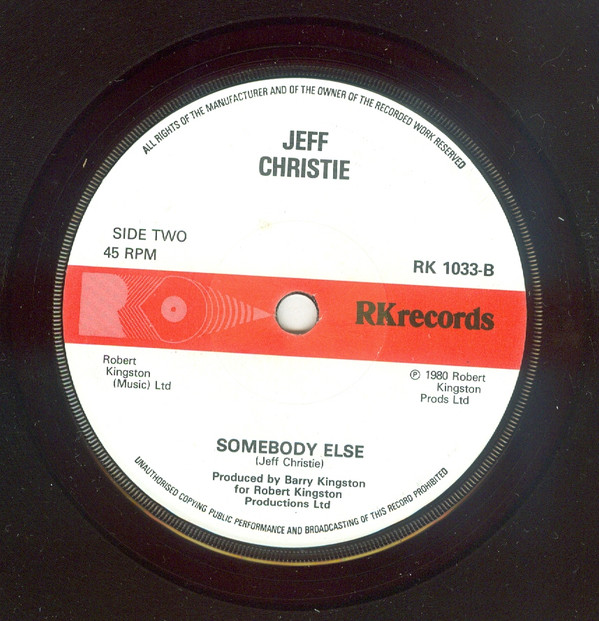 ALL RIGHTS OF THE MANUFACTURER AND OF THE OWNER OF THE RECORDED WORK RESERVED
JEFF
CHRISTIE
SIDE TWO
45 RPM
RK 1033-B
RKrecords
Robert
Kingston
(Music) Ltd
℗ 1980 Robert
Kingston
Prods Ltd
SOMEBODY ELSE
(Jeff Christie)
Produced by Barry Kingston
for Robert Kingston
Productions Ltd
UNAUTHORISED COPYING PUBLIC PERFORMANCE AND BROADCASTING OF THIS RECORD PROHIBITED